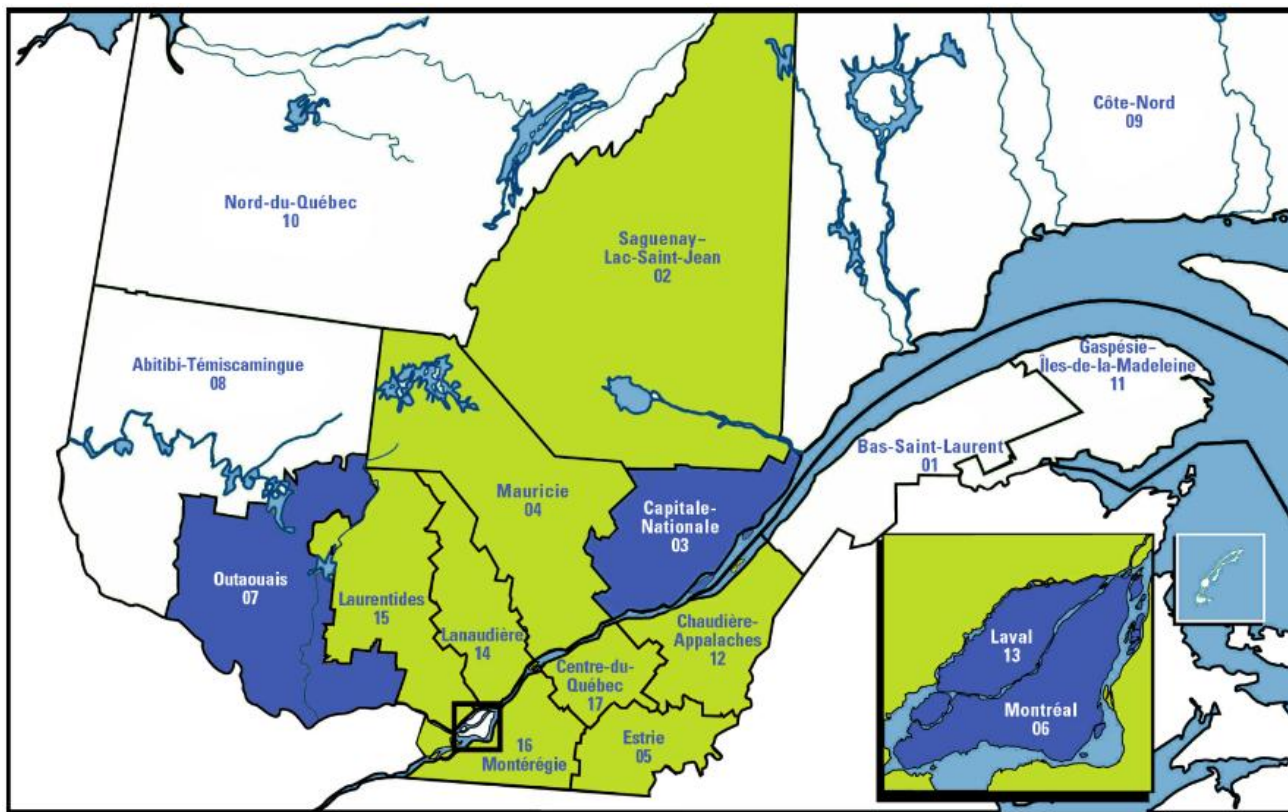 Côte-Nord
09
Nord-du-Québec
10
Saguenay–
Lac-Saint-Jean
02
Abitibi-Témiscamingue
08
Gaspésie–
Îles-de-la-Madeleine
11
Bas-Saint-Laurent
01
Mauricie
04
Capitale-
Nationale
03
Outaouais
07
Laurentides
15
Lanaudière
14
Chaudière-
Appalaches
12
Centre-du-
Québec
17
16
Montérégie
Estrie
05
Laval
13
Montréal
06